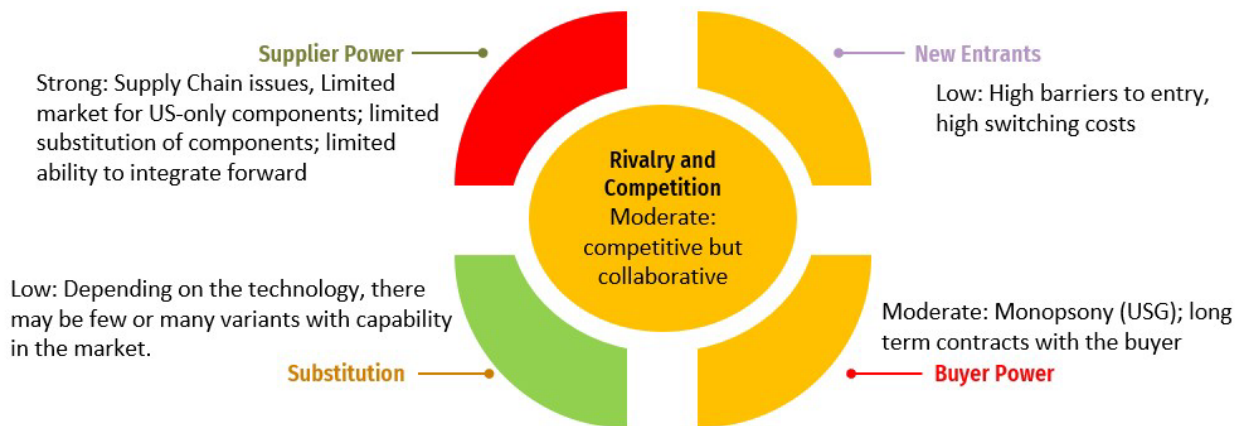 Supplier Power
Strong: Supply Chain issues, Limited
market for US-only components; limited
substitution of components; limited
ability to integrate forward
New Entrants
Low: High barriers to entry,
high switching costs
Rivalry and
Competition
Moderate:
competitive but
collaborative
Low: Depending on the technology, there
may be few or many variants with capability
in the market.
Substitution
Moderate: Monopsony (USG); long
term contracts with the buyer
Buyer Power